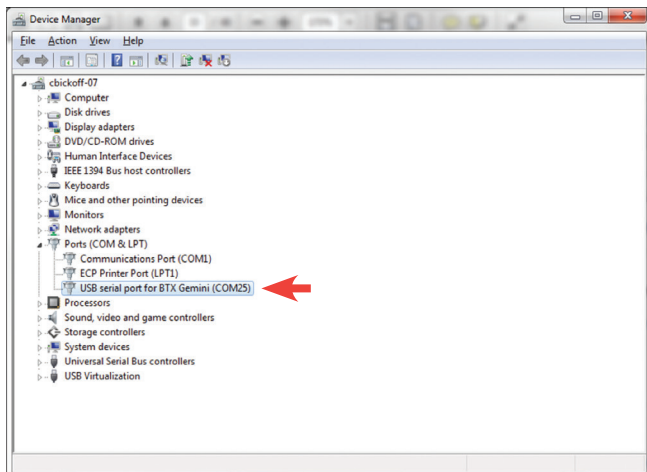 Device Manager
File Action View Help
cbickoff-07
Computer
Disk drives
Display adapters
DVD/CD-ROM drives
Human Interface Devices
IEEE 1394 Bus host controllers
Keyboards
Mice and other pointing devices
Monitors
Network adapters
Ports (COM & LPT)
Communications Port (COM1)
ECP Printer Port (LPT1)
USB serial port for BTX Gemini (COM25)
Processors
Sound, video and game controllers
Storage controllers
System devices
Universal Serial Bus controllers
USB Virtualization